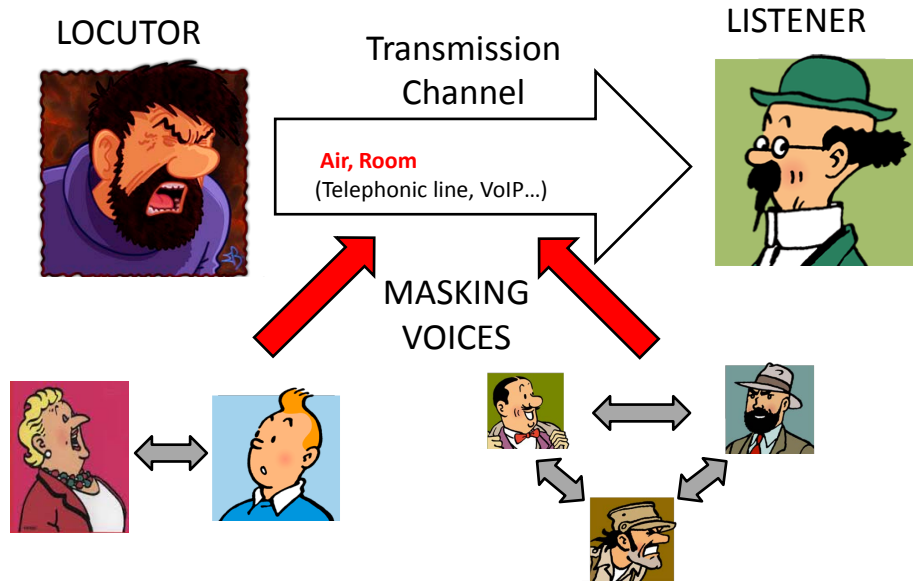 LOCUTOR
Transmission
Channel
LISTENER
Air, Room
(Telephonic line, VoIP…)
MASKING
VOICES